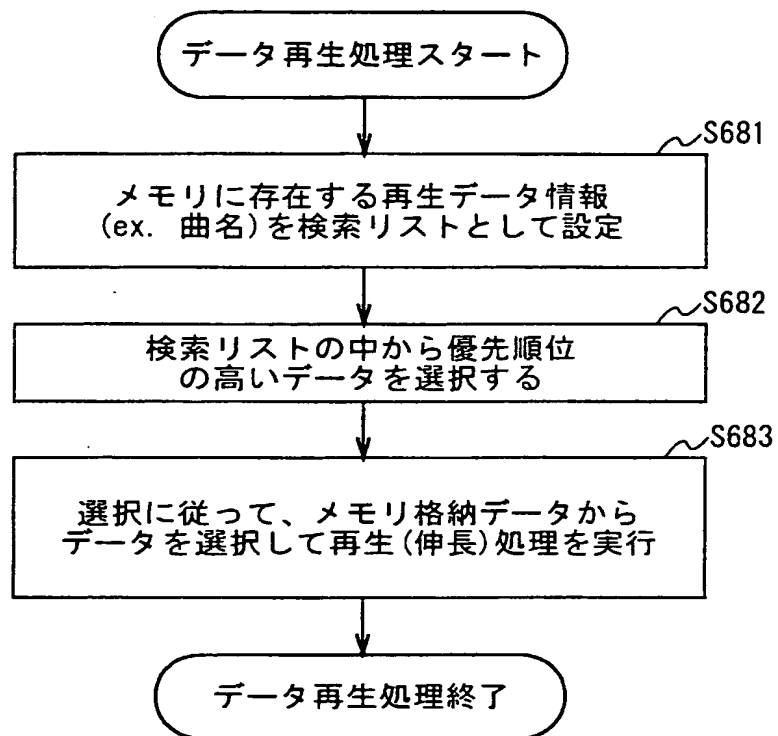 データ再生処理スタート
S681
メモリに存在する再生データ情報
(ex. 曲名)を検索リストとして設定
S682
検索リストの中から優先順位
の高いデータを選択する
S683
選択に従って、メモリ格納データから
データを選択して再生(伸長)処理を実行
データ再生処理終了